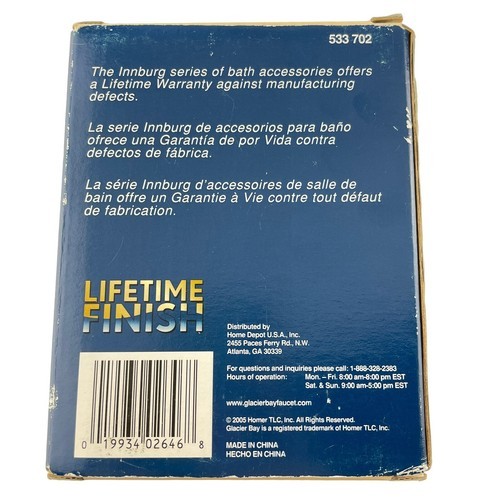 533 702
The Innburg series of bath accessories offers
a Lifetime Warranty against manufacturing
defects.
La serie Innburg de accesorios para baño
ofrece una Garantía de por Vida contra
defectos de fábrica.
La série Innburg d'accessoires de salle de
bain offre un Garantie à Vie contre tout défaut
de fabrication.
LIFETIME
FINISH
Distributed by
Home Depot U.S.A., Inc.
2455 Paces Ferry Rd., N.W.
Atlanta, GA 30339
For questions and inquiries please call: 1-888-328-2383
Hours of operation: Mon. – Fri. 8:00 am-8:00 pm EST
Sat. & Sun. 9:00 am-5:00 pm EST
www.glacierbayfaucet.com
© 2005 Homer TLC, Inc. All Rights Reserved.
Glacier Bay is a registered trademark of Homer TLC, Inc.
MADE IN CHINA
HECHO EN CHINA
0 19934 02646 8